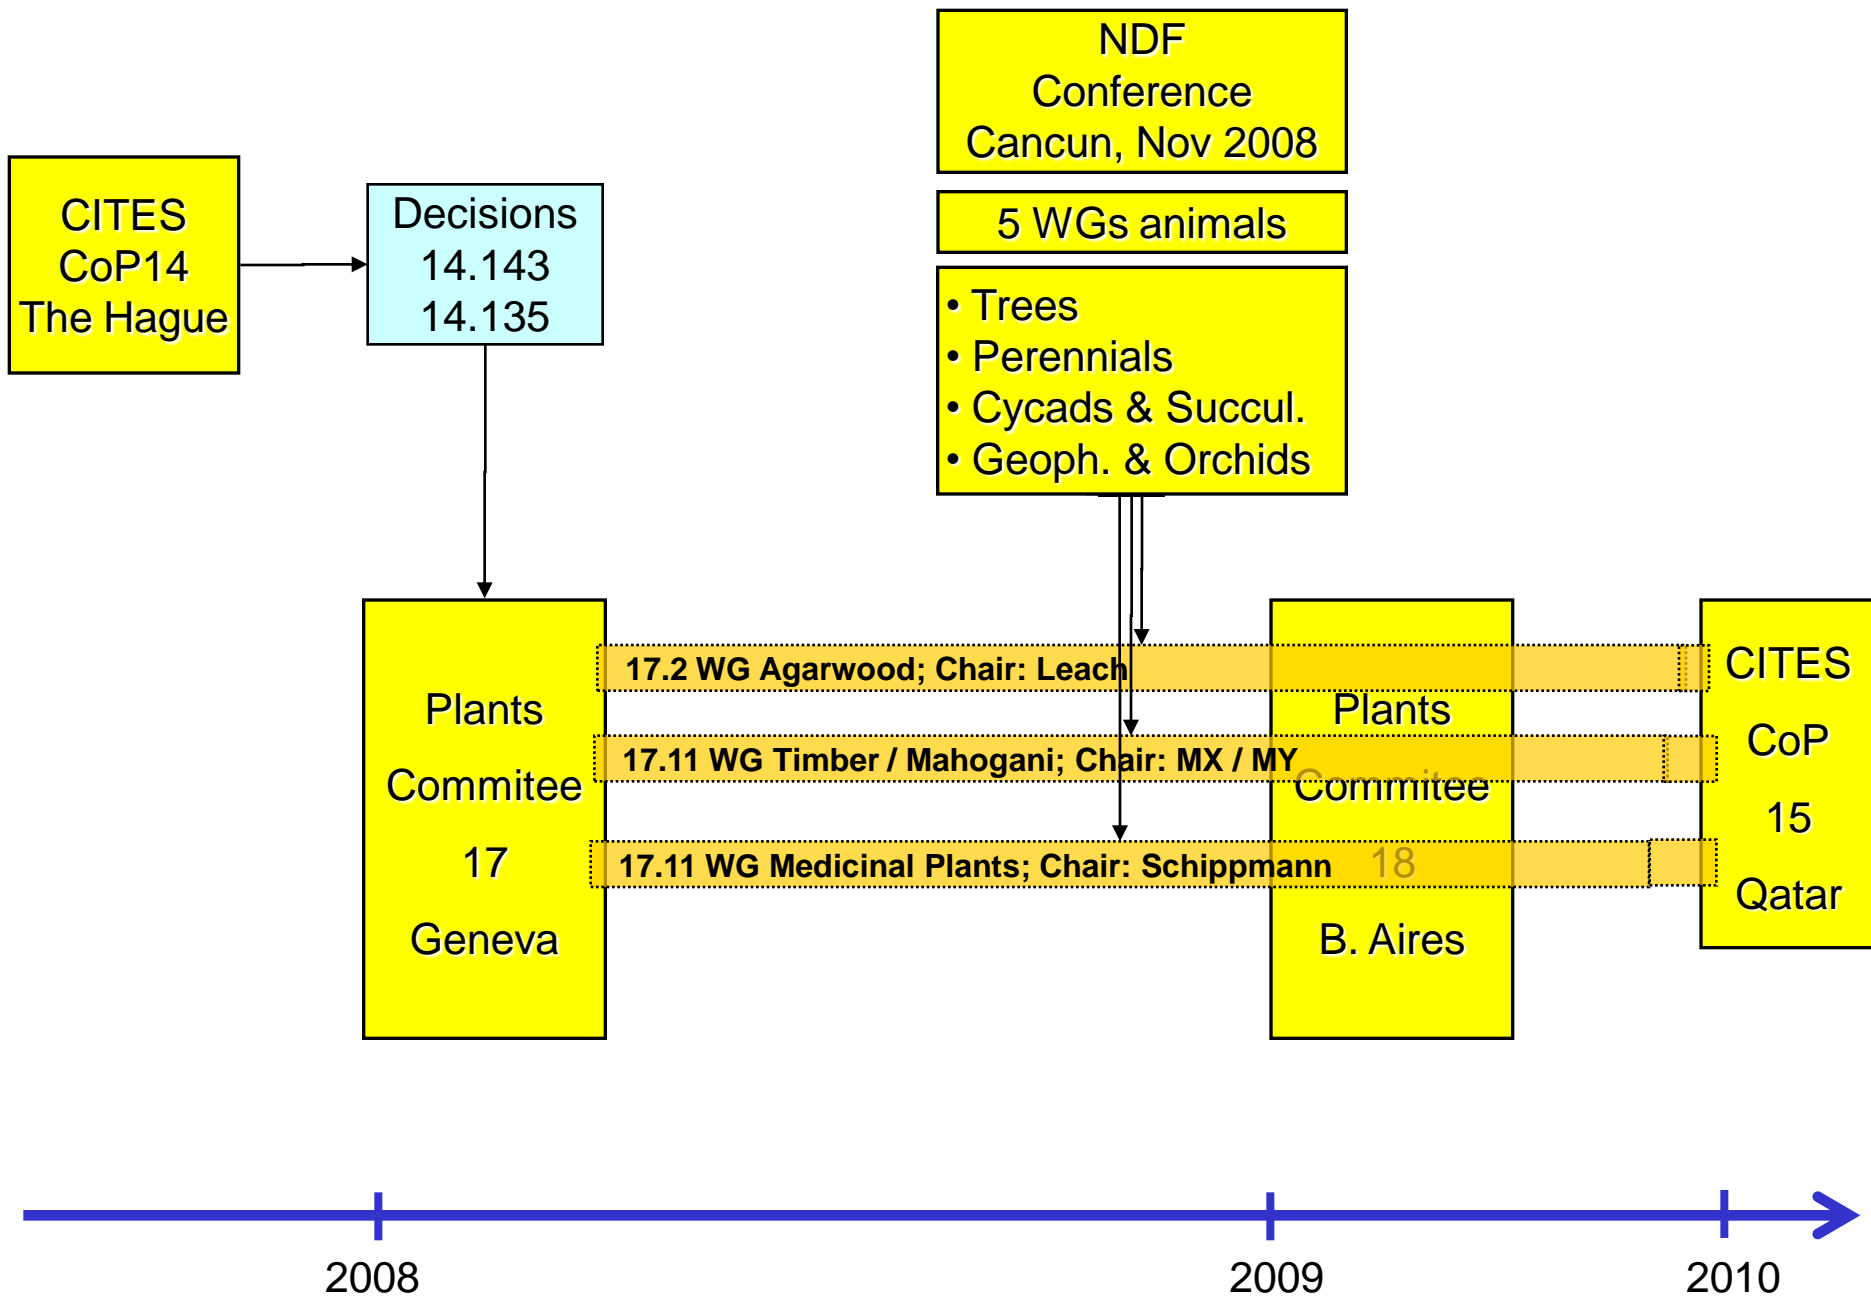 NDF
Conference
Cancun, Nov 2008
5 WGs animals
• Trees
• Perennials
• Cycads & Succul.
• Geoph. & Orchids
CITES
CoP14
The Hague
Decisions
14.143
14.135
Plants
Commitee
17
Geneva
17.2 WG Agarwood; Chair: Leach
17.11 WG Timber / Mahogani; Chair: MX / MY
17.11 WG Medicinal Plants; Chair: Schippmann
Plants
Commitee
18
B. Aires
CITES
CoP
15
Qatar
2008
2009
2010